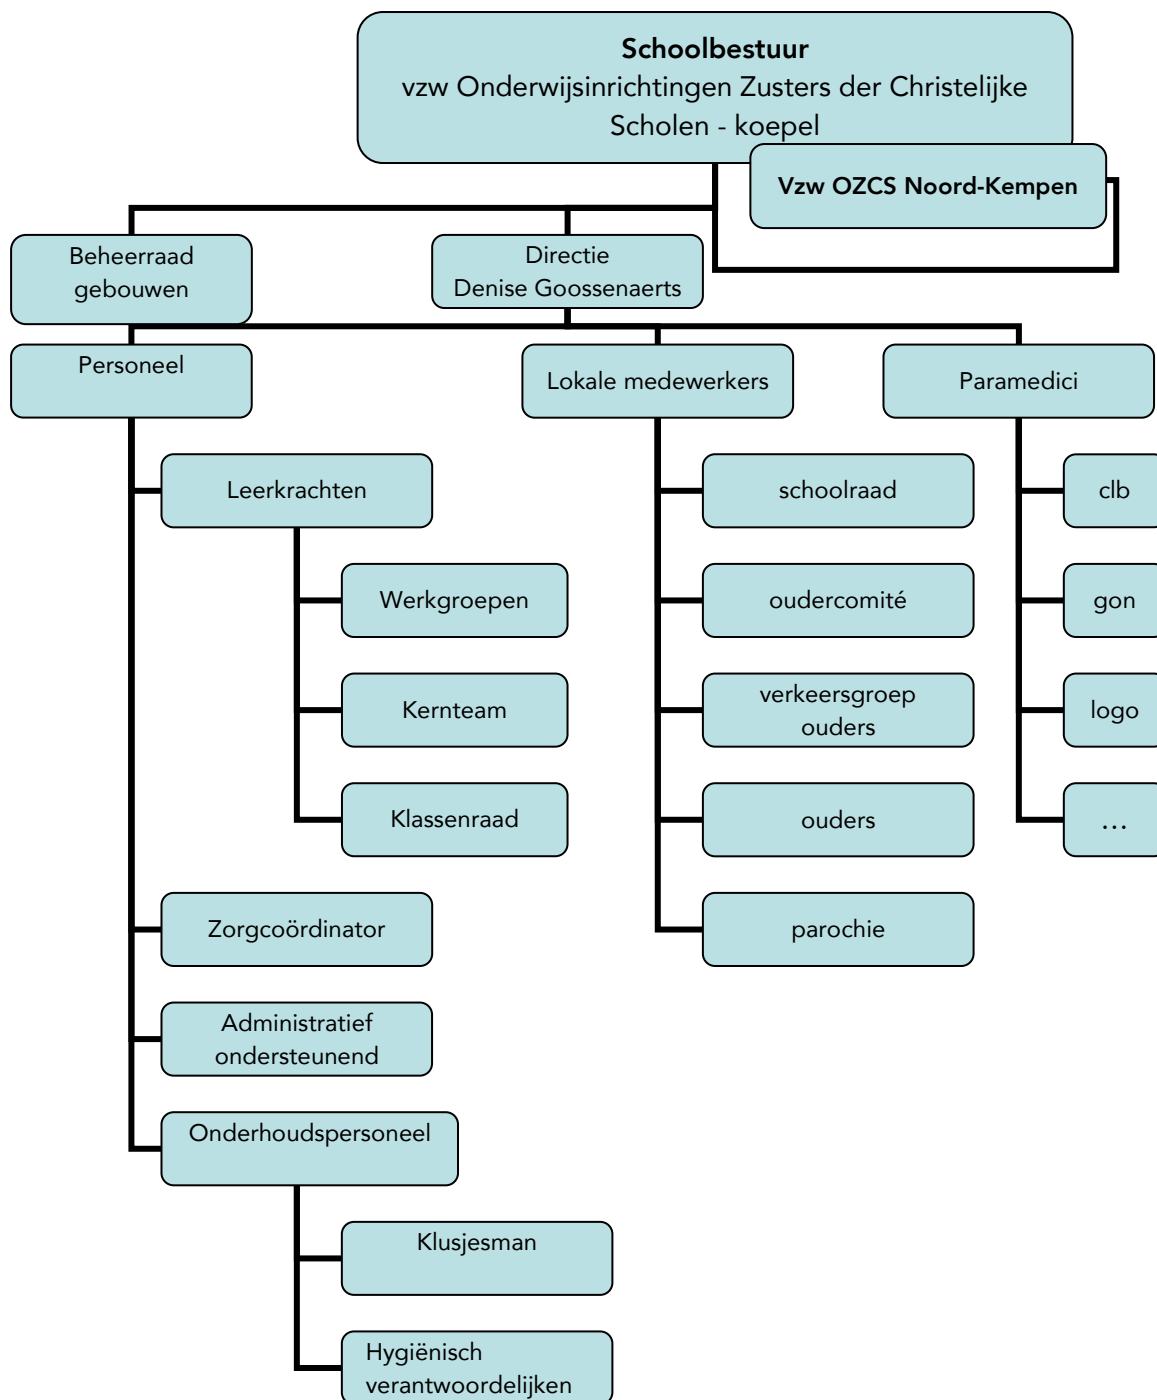 Schoolbestuur
vzw Onderwijsinrichtingen Zusters der Christelijke
Scholen - koepel
Vzw OZCS Noord-Kempen
Beheerraad
gebouwen
Directie
Denise Goossenaerts
Personeel
Lokale medewerkers
Paramedici
Leerkrachten
schoolraad
clb
Werkgroepen
oudercomité
gon
Kernteam
verkeersgroep
ouders
logo
Klassenraad
ouders
...
Zorgcoördinator
parochie
Administratief
ondersteunend
Onderhoudspersoneel
Klusjesman
Hygiënisch
verantwoordelijken